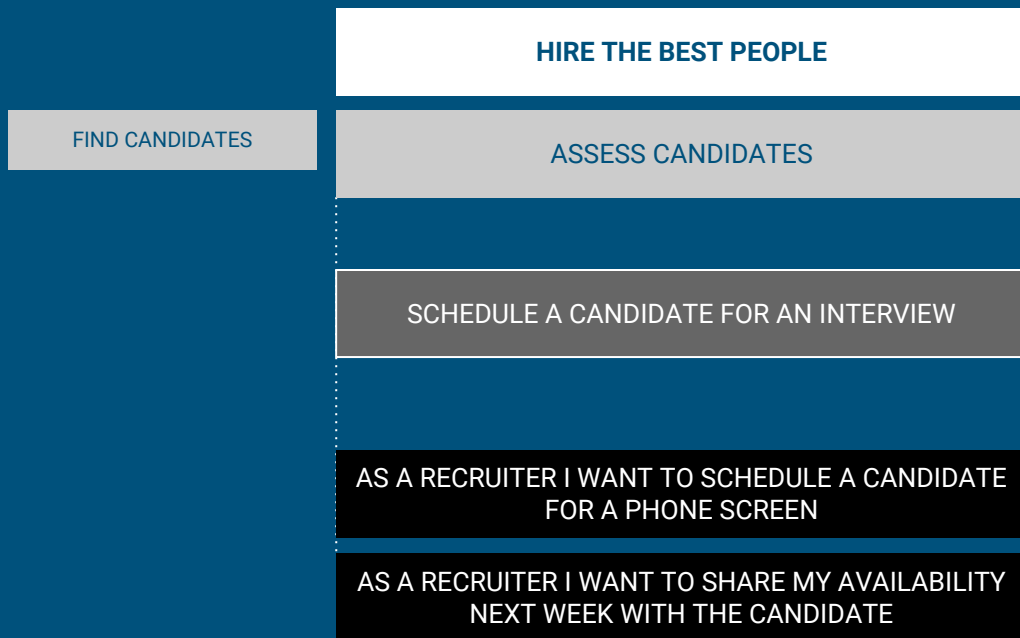 HIRE THE BEST PEOPLE
FIND CANDIDATES
ASSESS CANDIDATES
SCHEDULE A CANDIDATE FOR AN INTERVIEW
AS A RECRUITER I WANT TO SCHEDULE A CANDIDATE
FOR A PHONE SCREEN
AS A RECRUITER I WANT TO SHARE MY AVAILABILITY
NEXT WEEK WITH THE CANDIDATE